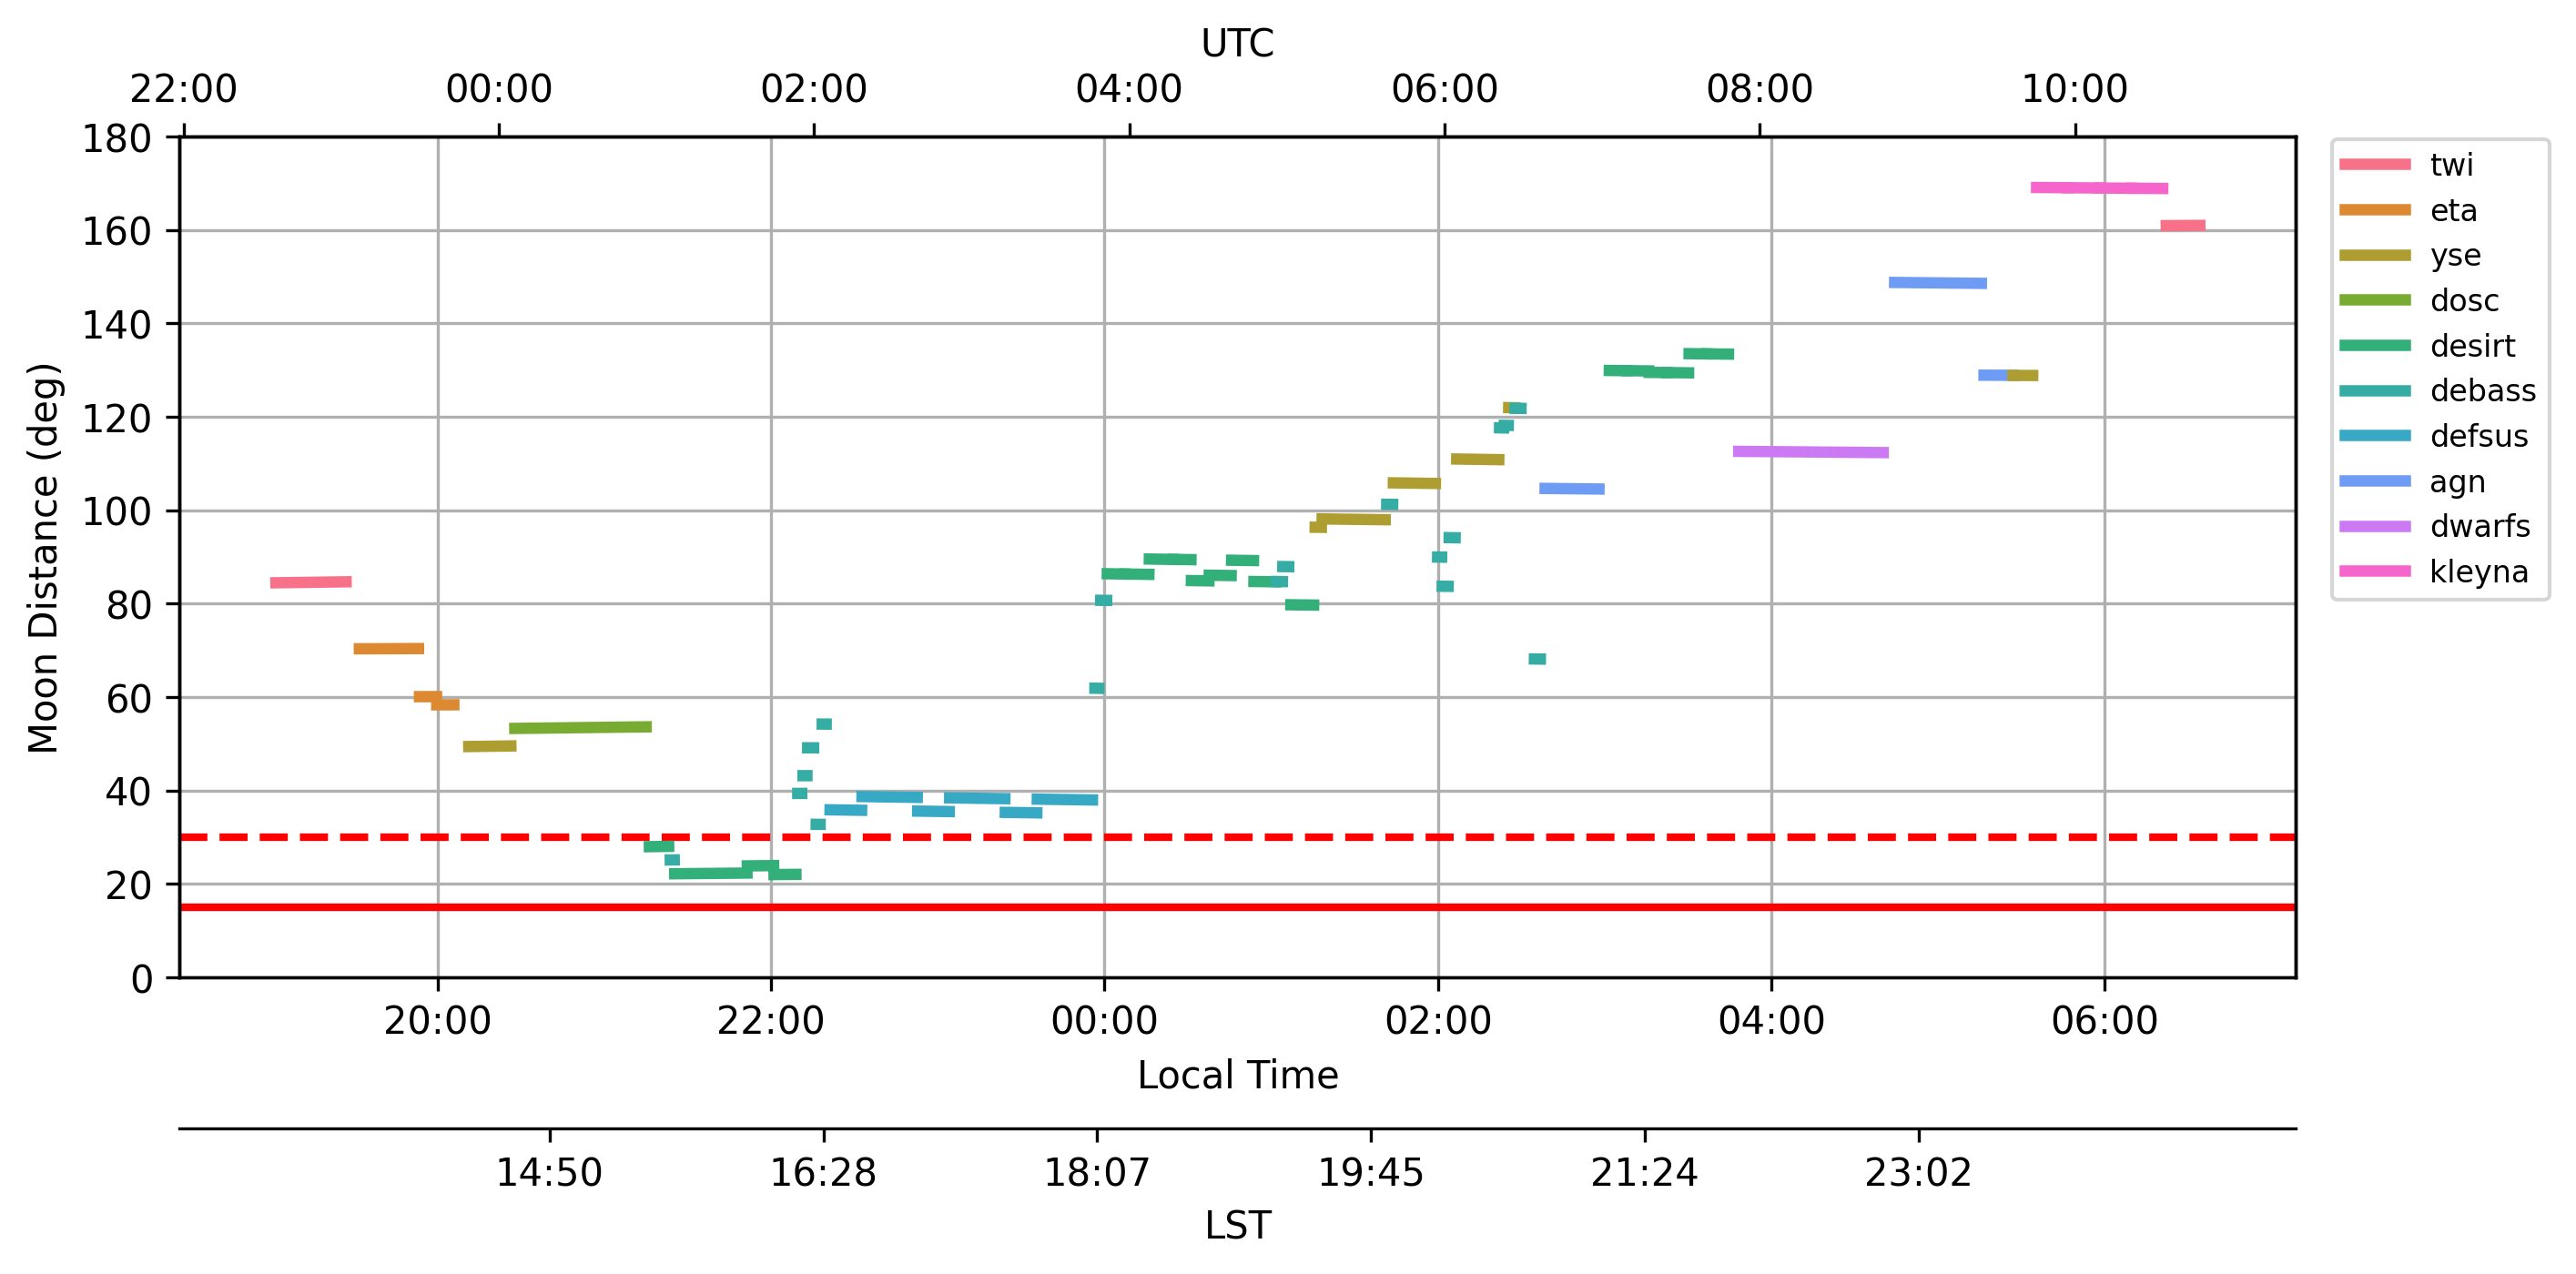 UTC
22:00 00:00 02:00 04:00 06:00 08:00 10:00
180
160
140
120
100
80
60
40
20
0
Moon Distance (deg)
twi
eta
yse
dosc
desirt
debass
defsus
agn
dwarfs
kleyna
20:00 22:00 00:00 02:00 04:00 06:00
Local Time
14:50 16:28 18:07 19:45 21:24 23:02
LST